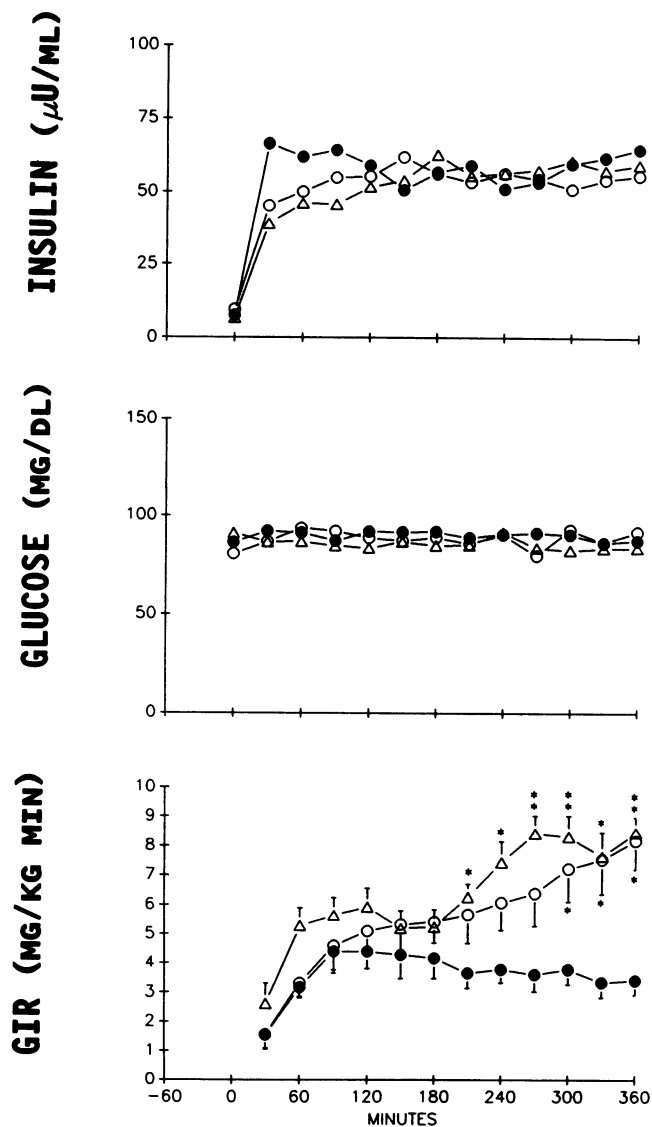 INSULIN (µU/ML)
100
75
50
25
0
GLUCOSE (MG/DL)
150
100
50
0
GIR (MG/KG MIN)
10
9
8
7
6
5
4
3
2
1
0
* * * * * * * * *
* * *
−60 0 60 120 180 240 300 360
MINUTES